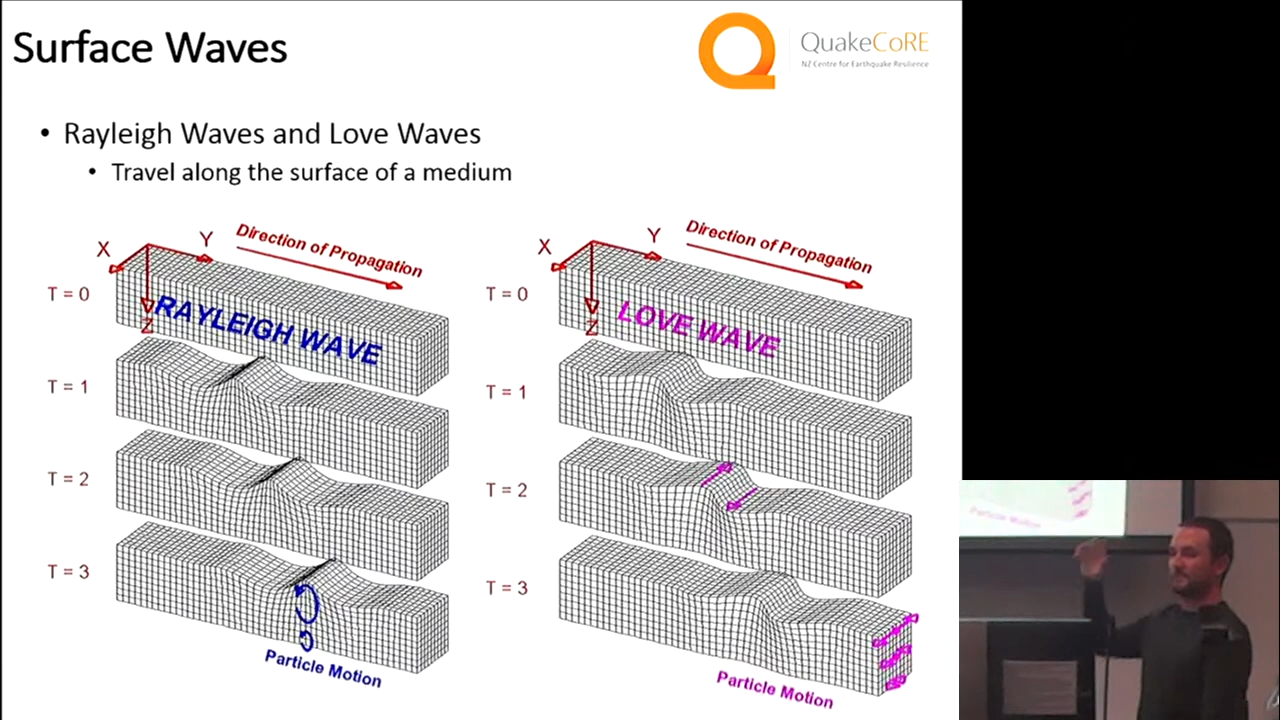 Surface Waves
QuakeCoRE
NZ Centre for Earthquake Resilience
• Rayleigh Waves and Love Waves
• Travel along the surface of a medium
X
Y
Z
Direction of Propagation
T = 0
RAYLEIGH WAVE
T = 1
T = 2
T = 3
Particle Motion
X
Y
Z
Direction of Propagation
T = 0
LOVE WAVE
T = 1
T = 2
T = 3
Particle Motion
Particle Motion